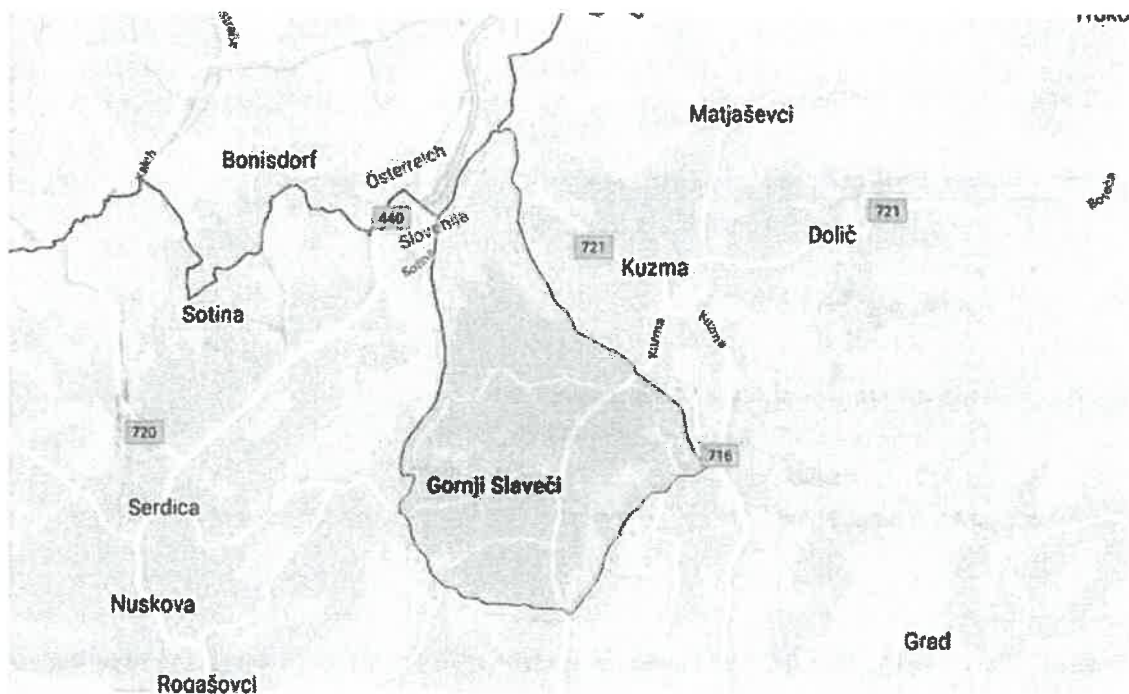 Matjaševci
Bonisdorf
Österreich
440
Slovenija
721
721
Dolič
Kuzma
Sotina
Kuzma
Kuzma
720
716
Gornji Slaveči
Serdica
Nuskova
Grad
Rogašovci